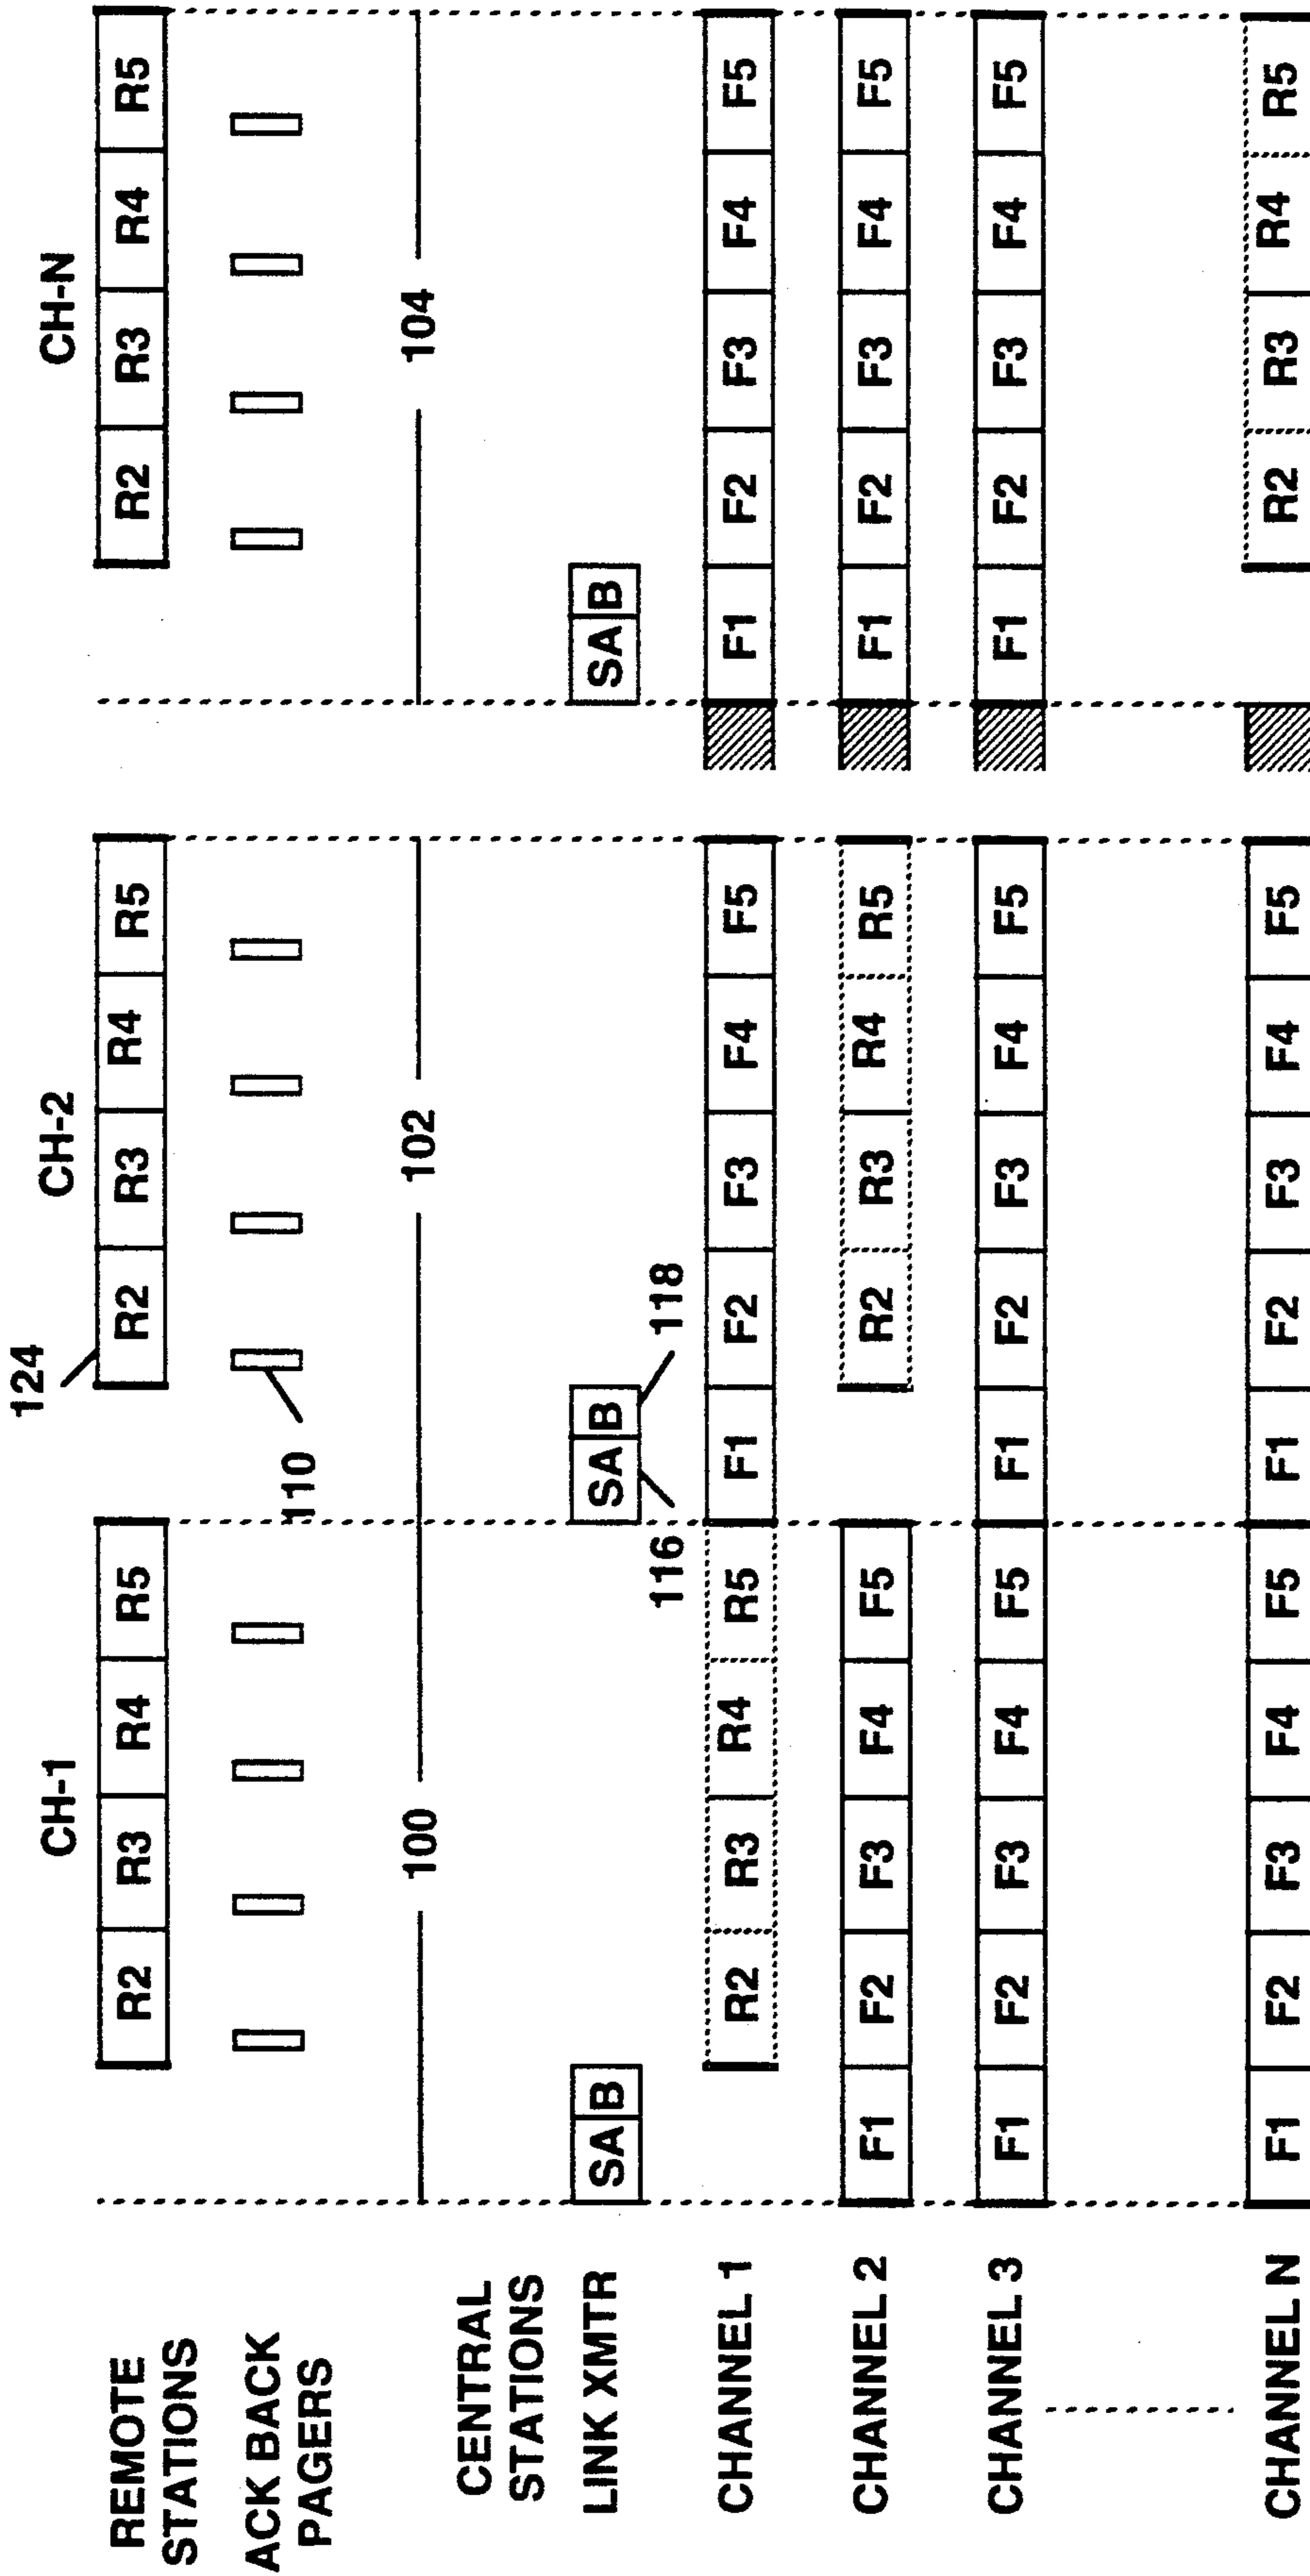 CH-1 CH-2 CH-N
124
REMOTE STATIONS
R2 R3 R4 R5 R2 R3 R4 R5 R2 R3 R4 R5
ACK BACK PAGERS
110
100 102 104
CENTRAL STATIONS
LINK XMTR
SA B SA B SA B
116 118
CHANNEL 1
R2 R3 R4 R5 F1 F2 F3 F4 F5 F1 F2 F3 F4 F5
CHANNEL 2
F1 F2 F3 F4 F5 R2 R3 R4 R5 F1 F2 F3 F4 F5
CHANNEL 3
F1 F2 F3 F4 F5 F1 F2 F3 F4 F5 F1 F2 F3 F4 F5
CHANNEL N
F1 F2 F3 F4 F5 F1 F2 F3 F4 F5 R2 R3 R4 R5